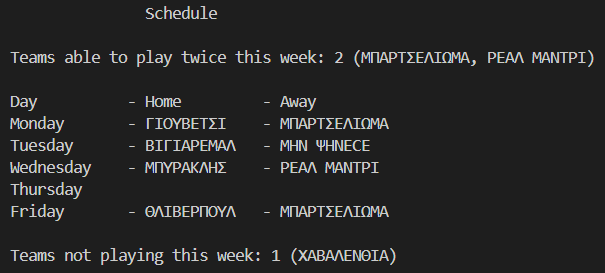 Schedule
Teams able to play twice this week: 2 (ΜΠΑΡΤΣΕΛΙΩΜΑ, ΡΕΑΛ ΜΑΝΤΡΙ)
Day - Home - Away
Monday - ΓΙΟΥΒΕΤΣΙ - ΜΠΑΡΤΣΕΛΙΩΜΑ
Tuesday - ΒΙΓΙΑΡΕΜΑΛ - ΜΗΝ ΨΗΝΕCΕ
Wednesday - ΜΠΥΡΑΚΛΗΣ - ΡΕΑΛ ΜΑΝΤΡΙ
Thursday
Friday - ΘΛΙΒΕΡΠΟΥΛ - ΜΠΑΡΤΣΕΛΙΩΜΑ
Teams not playing this week: 1 (ΧΑΒΑΛΕΝΘΙΑ)